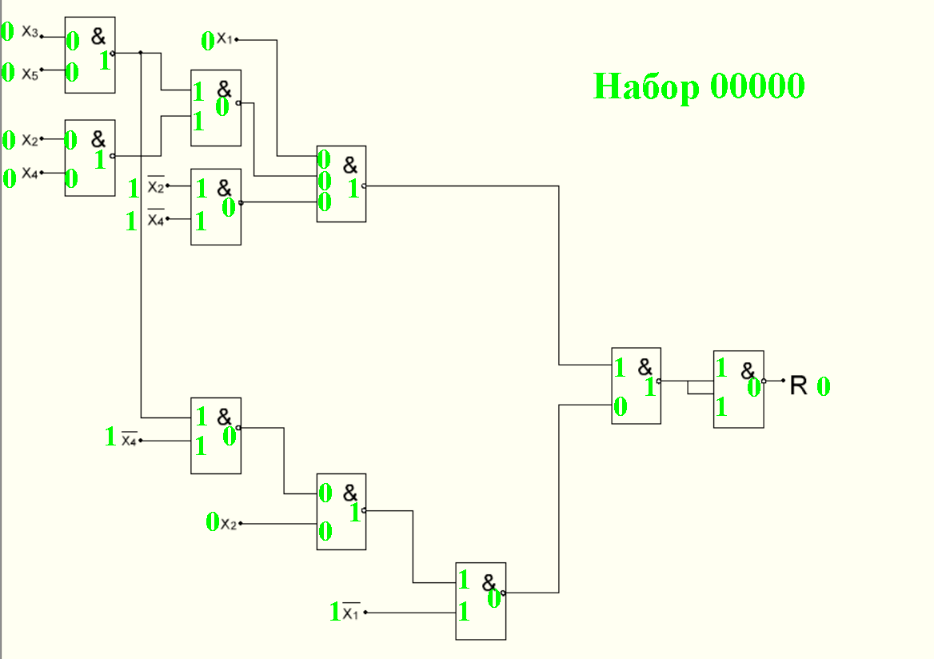 0 X₃ 0 & 1
0 X₅ 0
0 X₁
Набор 00000
1 & 0
1
0 X₂ 0 & 1
0 X₄ 0
0 & 1
0
0
1 X̅₂ 1 & 0
1 X̅₄ 1
1 & 1
0
1 & 0
1
R 0
1 & 0
1 X̅₄ 1
0 & 1
0 X₂ 0
1 & 0
1 X̅₁ 1